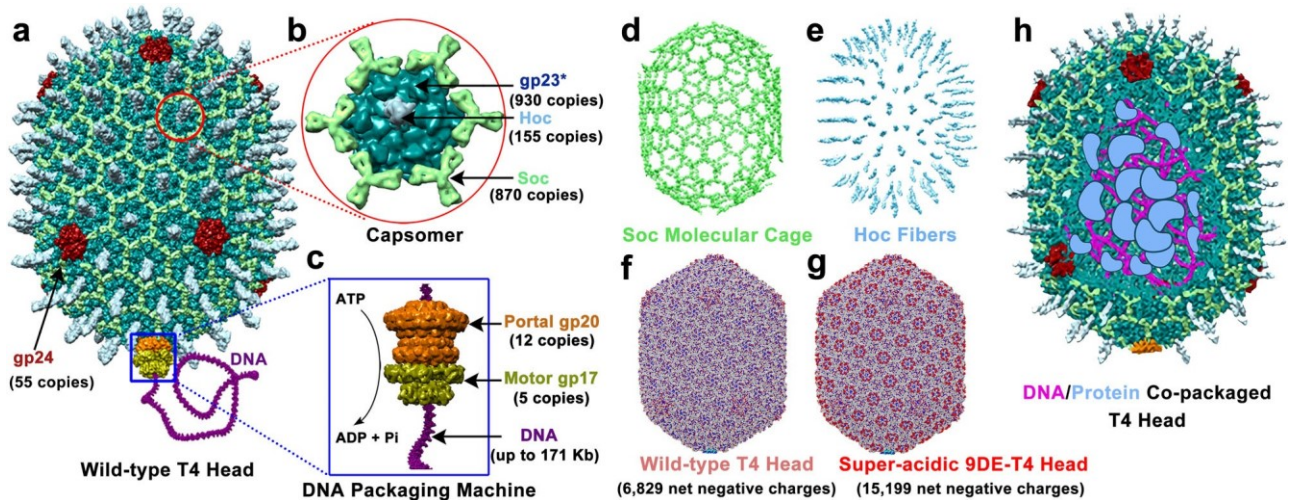 a
gp24
(55 copies)
DNA
Wild-type T4 Head
b
gp23*
(930 copies)
Hoc
(155 copies)
Soc
(870 copies)
Capsomer
c
ATP
ADP + Pi
Portal gp20
(12 copies)
Motor gp17
(5 copies)
DNA
(up to 171 Kb)
DNA Packaging Machine
d
Soc Molecular Cage
e
Hoc Fibers
f
Wild-type T4 Head
(6,829 net negative charges)
g
Super-acidic 9DE-T4 Head
(15,199 net negative charges)
h
DNA/Protein Co-packaged
T4 Head